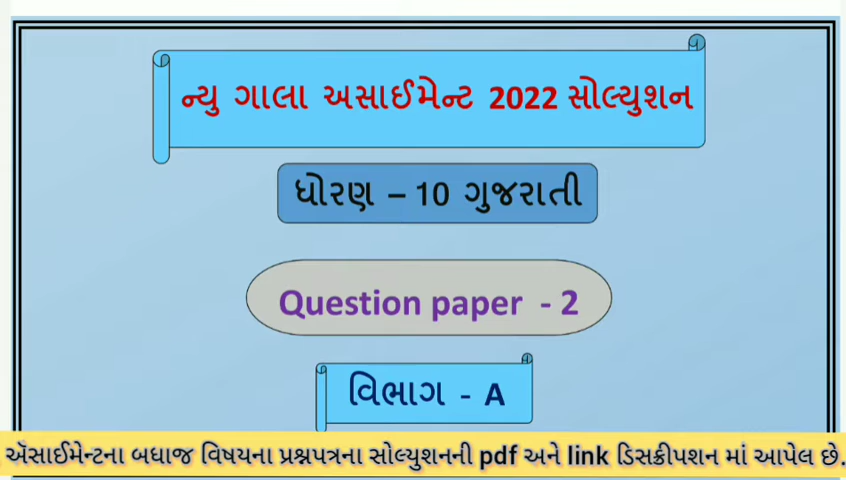 ન્યુ ગાલા અસાઈમેન્ટ 2022 સોલ્યુશન
ધોરણ – 10 ગુજરાતી
Question paper - 2
વિભાગ - A
ઍસાઈમેન્ટના બધાજ વિષયના પ્રશ્નપત્રના સોલ્યુશનની pdf અને link ડિસક્રીપશન માં આપેલ છે.